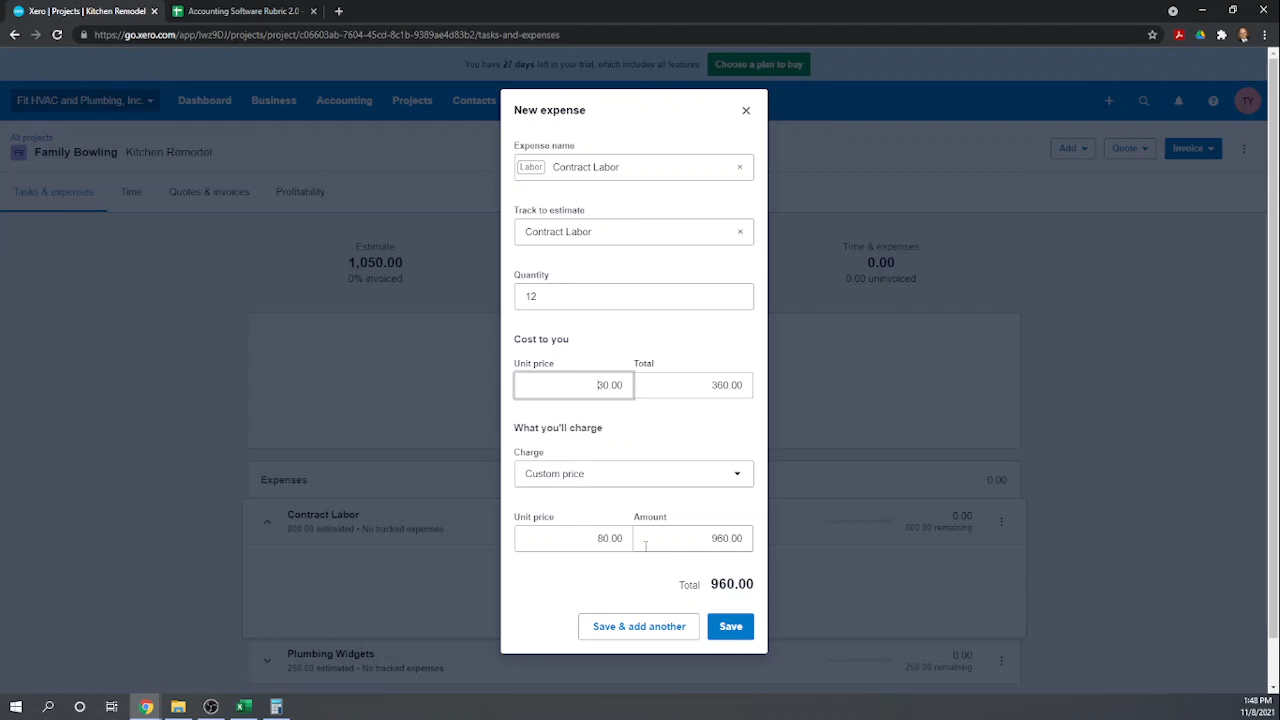 Xero | Projects | Kitchen Remodel
Accounting Software Rubric 2.0 -
https://go.xero.com/app/!wz9DJ/projects/project/c06603ab-7604-45cd-8c1b-9389ae4d83b2/tasks-and-expenses
You have 27 days left in your trial, which includes all features
Choose a plan to buy
Fit HVAC and Plumbing, Inc.
Dashboard
Business
Accounting
Projects
Contacts
TY
All projects
FB
Family Bowling
Kitchen Remodel
Add
Quote
Invoice
Tasks & expenses
Time
Quotes & invoices
Profitability
Estimate
1,050.00
0% invoiced
Time & expenses
0.00
0.00 uninvoiced
New expense
Expense name
Labor
Contract Labor
Track to estimate
Contract Labor
Quantity
12
Cost to you
Unit price
Total
30.00
360.00
What you'll charge
Charge
Custom price
Unit price
Amount
80.00
960.00
Total 960.00
Save & add another
Save
Expenses
0.00
Contract Labor
800.00 estimated • No tracked expenses
0.00
800.00 remaining
Plumbing Widgets
250.00 estimated • No tracked expenses
0.00
250.00 remaining
1:48 PM
11/8/2021